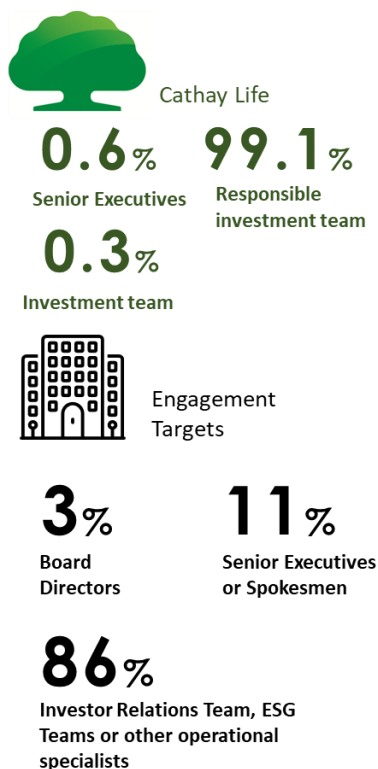 Cathay Life
0.6% 99.1%
Senior Executives
Responsible
investment team
0.3%
Investment team
Engagement
Targets
3% 11%
Board
Directors
Senior Executives
or Spokesmen
86%
Investor Relations Team, ESG
Teams or other operational
specialists